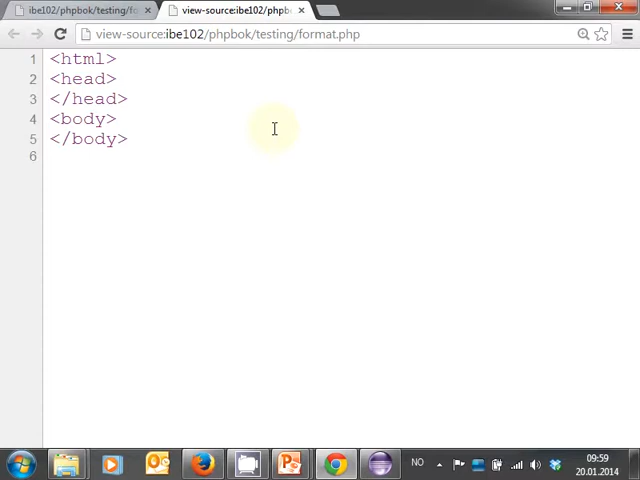 ibe102/phpbok/testing/fo
view-source:ibe102/phpb
view-source:ibe102/phpbok/testing/format.php
1 <html>
2 <head>
3 </head>
4 <body>
5 </body>
6
NO
09:59
20.01.2014